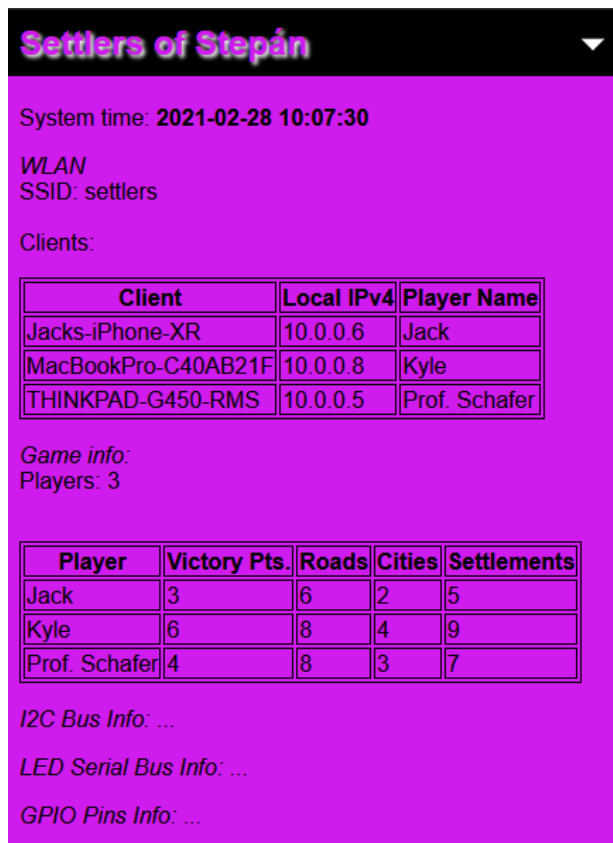 Settlers of Stepán
System time: 2021-02-28 10:07:30
WLAN
SSID: settlers
Clients:
Client Local IPv4 Player Name
Jacks-iPhone-XR 10.0.0.6 Jack
MacBookPro-C40AB21F 10.0.0.8 Kyle
THINKPAD-G450-RMS 10.0.0.5 Prof. Schafer
Game info:
Players: 3
Player Victory Pts. Roads Cities Settlements
Jack 3 6 2 5
Kyle 6 8 4 9
Prof. Schafer 4 8 3 7
I2C Bus Info: ...
LED Serial Bus Info: ...
GPIO Pins Info: ...